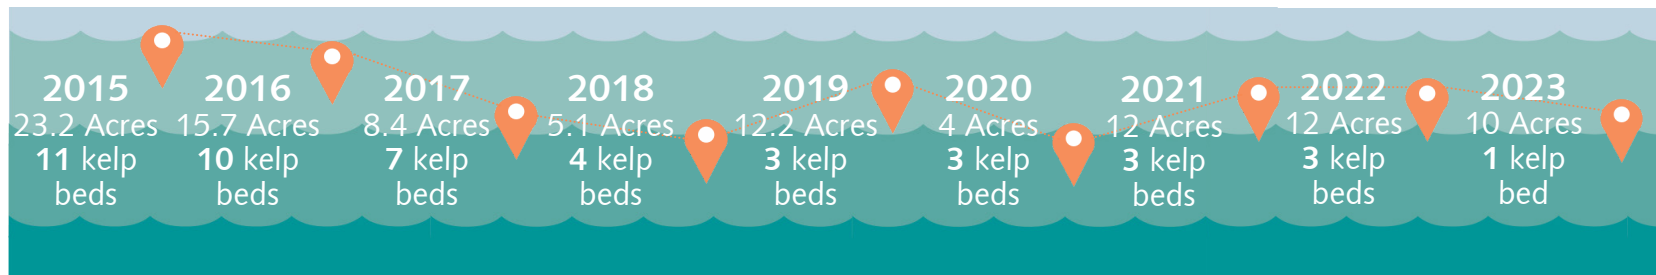 2015
23.2 Acres
11 kelp
beds
2016
15.7 Acres
10 kelp
beds
2017
8.4 Acres
7 kelp
beds
2018
5.1 Acres
4 kelp
beds
2019
12.2 Acres
3 kelp
beds
2020
4 Acres
3 kelp
beds
2021
12 Acres
3 kelp
beds
2022
12 Acres
3 kelp
beds
2023
10 Acres
1 kelp
bed